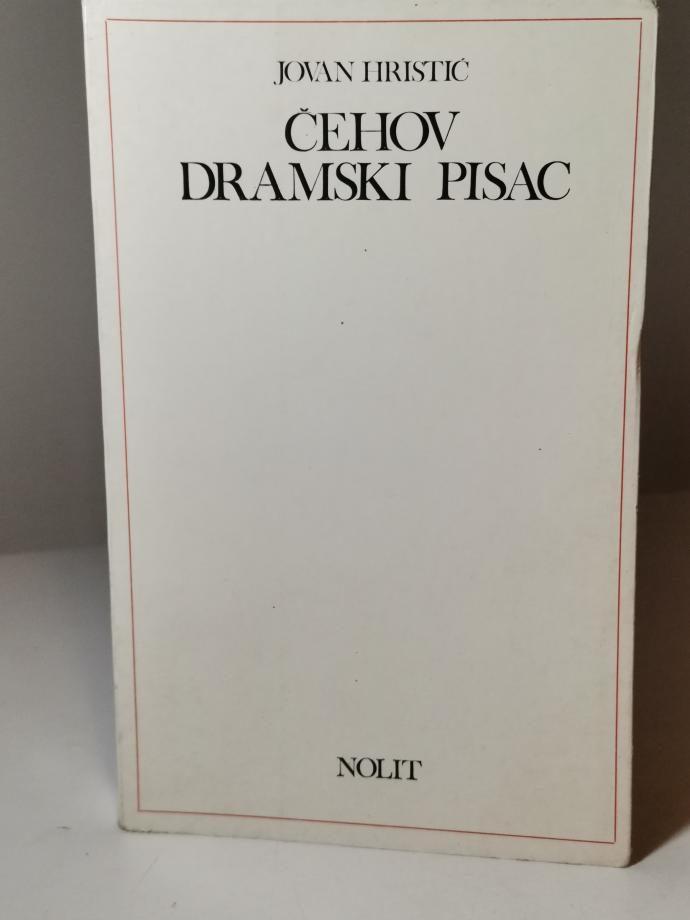 JOVAN HRISTIĆ
ČEHOV
DRAMSKI PISAC
NOLIT